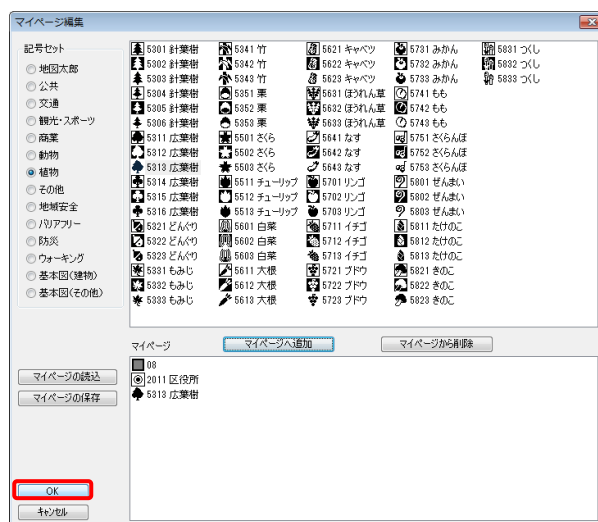 マイページ編集
記号セット
地図太郎
公共
交通
観光・スポーツ
商業
動物
植物
その他
地域安全
バリアフリー
防災
ウォーキング
基本図(建物)
基本図(その他)
5301 針葉樹
5302 針葉樹
5303 針葉樹
5304 針葉樹
5305 針葉樹
5306 針葉樹
5311 広葉樹
5312 広葉樹
5313 広葉樹
5314 広葉樹
5315 広葉樹
5316 広葉樹
5321 どんぐり
5322 どんぐり
5323 どんぐり
5331 もみじ
5332 もみじ
5333 もみじ
5341 竹
5342 竹
5343 竹
5351 栗
5352 栗
5353 栗
5501 さくら
5502 さくら
5503 さくら
5511 チューリップ
5512 チューリップ
5513 チューリップ
5601 白菜
5602 白菜
5603 白菜
5611 大根
5612 大根
5613 大根
5621 キャベツ
5622 キャベツ
5623 キャベツ
5631 ほうれん草
5632 ほうれん草
5633 ほうれん草
5641 なす
5642 なす
5643 なす
5701 リンゴ
5702 リンゴ
5703 リンゴ
5711 イチゴ
5712 イチゴ
5713 イチゴ
5721 ブドウ
5722 ブドウ
5723 ブドウ
5731 みかん
5732 みかん
5733 みかん
5741 もも
5742 もも
5743 もも
5751 さくらんぼ
5752 さくらんぼ
5753 さくらんぼ
5801 ぜんまい
5802 ぜんまい
5803 ぜんまい
5811 たけのこ
5812 たけのこ
5813 たけのこ
5821 きのこ
5822 きのこ
5823 きのこ
5831 つくし
5832 つくし
5833 つくし
マイページ
マイページへ追加
マイページから削除
08
2011 区役所
5313 広葉樹
マイページの読込
マイページの保存
OK
キャンセル